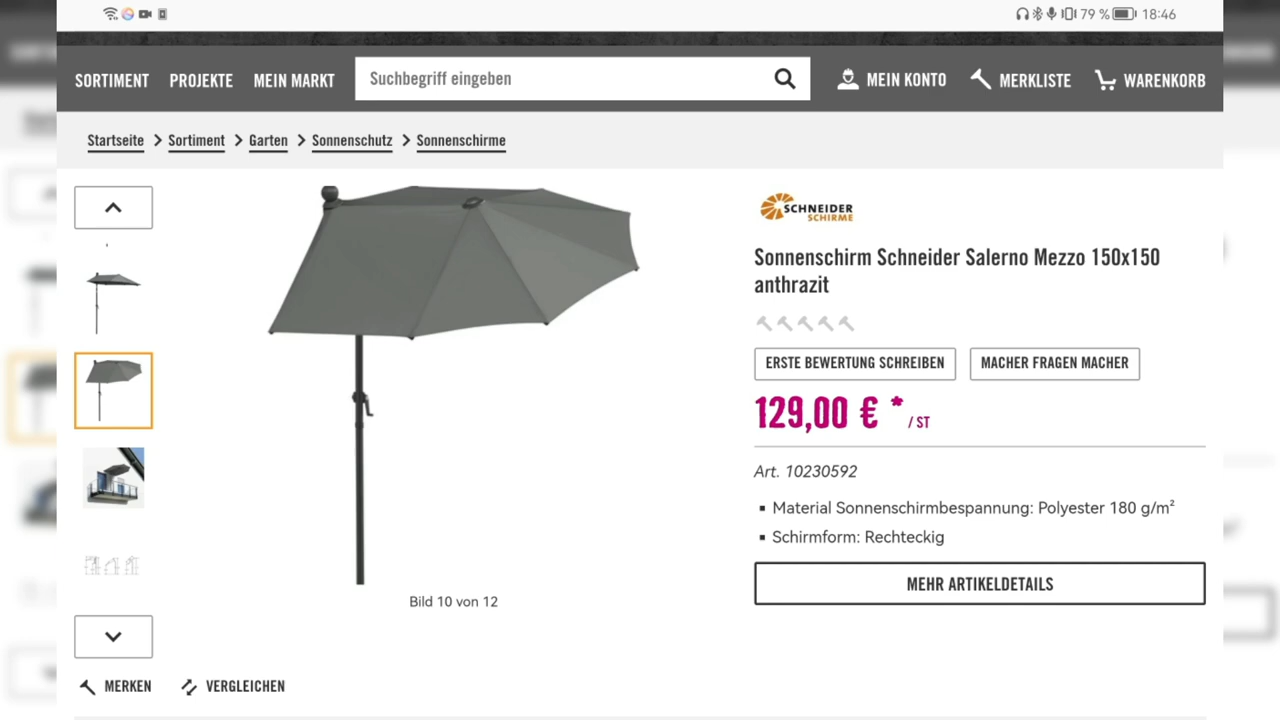 79 % 18:46
SORTIMENT PROJEKTE MEIN MARKT Suchbegriff eingeben MEIN KONTO MERKLISTE WARENKORB
Startseite Sortiment Garten Sonnenschutz Sonnenschirme
SCHNEIDER
SCHIRME
Sonnenschirm Schneider Salerno Mezzo 150x150
anthrazit
ERSTE BEWERTUNG SCHREIBEN MACHER FRAGEN MACHER
129,00 € * / ST
Art. 10230592
▪ Material Sonnenschirmbespannung: Polyester 180 g/m²
▪ Schirmform: Rechteckig
MEHR ARTIKELDETAILS
Bild 10 von 12
MERKEN VERGLEICHEN